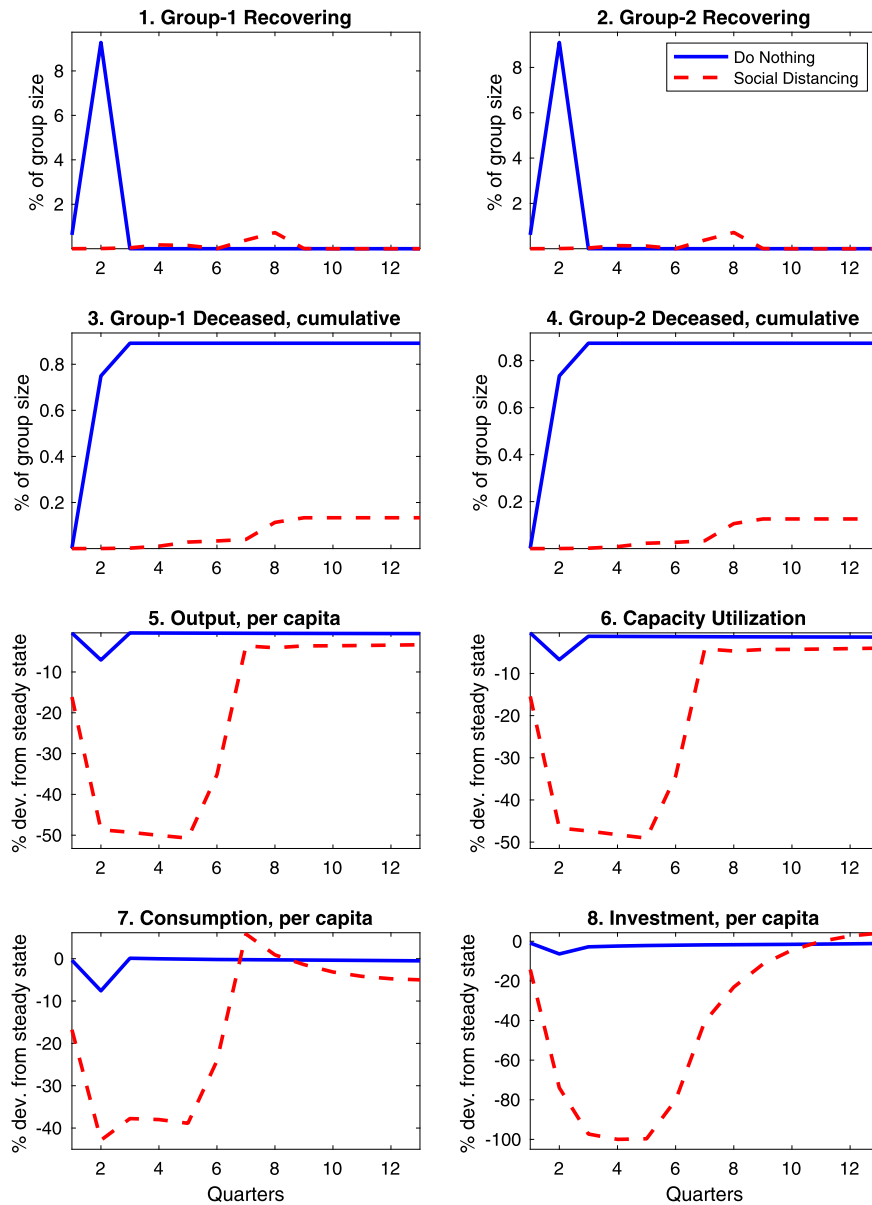 1. Group-1 Recovering
% of group size
8
6
4
2
2 4 6 8 10 12
2. Group-2 Recovering
% of group size
8
6
4
2
2 4 6 8 10 12
Do Nothing
Social Distancing
3. Group-1 Deceased, cumulative
% of group size
0.8
0.6
0.4
0.2
2 4 6 8 10 12
4. Group-2 Deceased, cumulative
% of group size
0.8
0.6
0.4
0.2
2 4 6 8 10 12
5. Output, per capita
% dev. from steady state
-10
-20
-30
-40
-50
2 4 6 8 10 12
6. Capacity Utilization
% dev. from steady state
-10
-20
-30
-40
-50
2 4 6 8 10 12
7. Consumption, per capita
% dev. from steady state
0
-10
-20
-30
-40
2 4 6 8 10 12
Quarters
8. Investment, per capita
% dev. from steady state
0
-20
-40
-60
-80
-100
2 4 6 8 10 12
Quarters